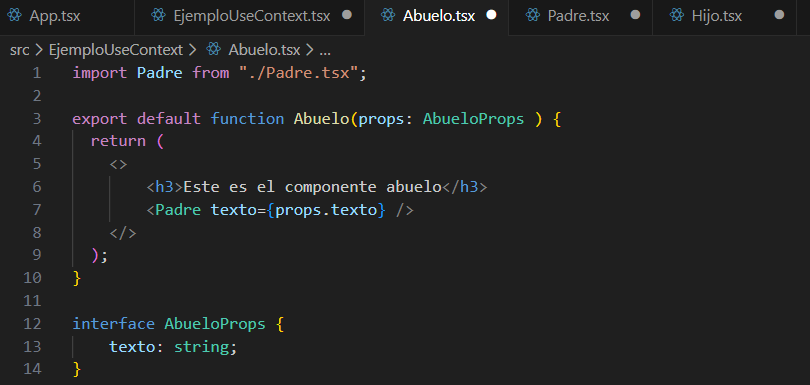 App.tsx EjemploUseContext.tsx Abuelo.tsx Padre.tsx Hijo.tsx
src > EjemploUseContext > Abuelo.tsx > ...
1 import Padre from "./Padre.tsx";
2
3 export default function Abuelo(props: AbueloProps ) {
4   return (
5     <>
6         <h3>Este es el componente abuelo</h3>
7         <Padre texto={props.texto} />
8     </>
9   );
10 }
11
12 interface AbueloProps {
13     texto: string;
14 }